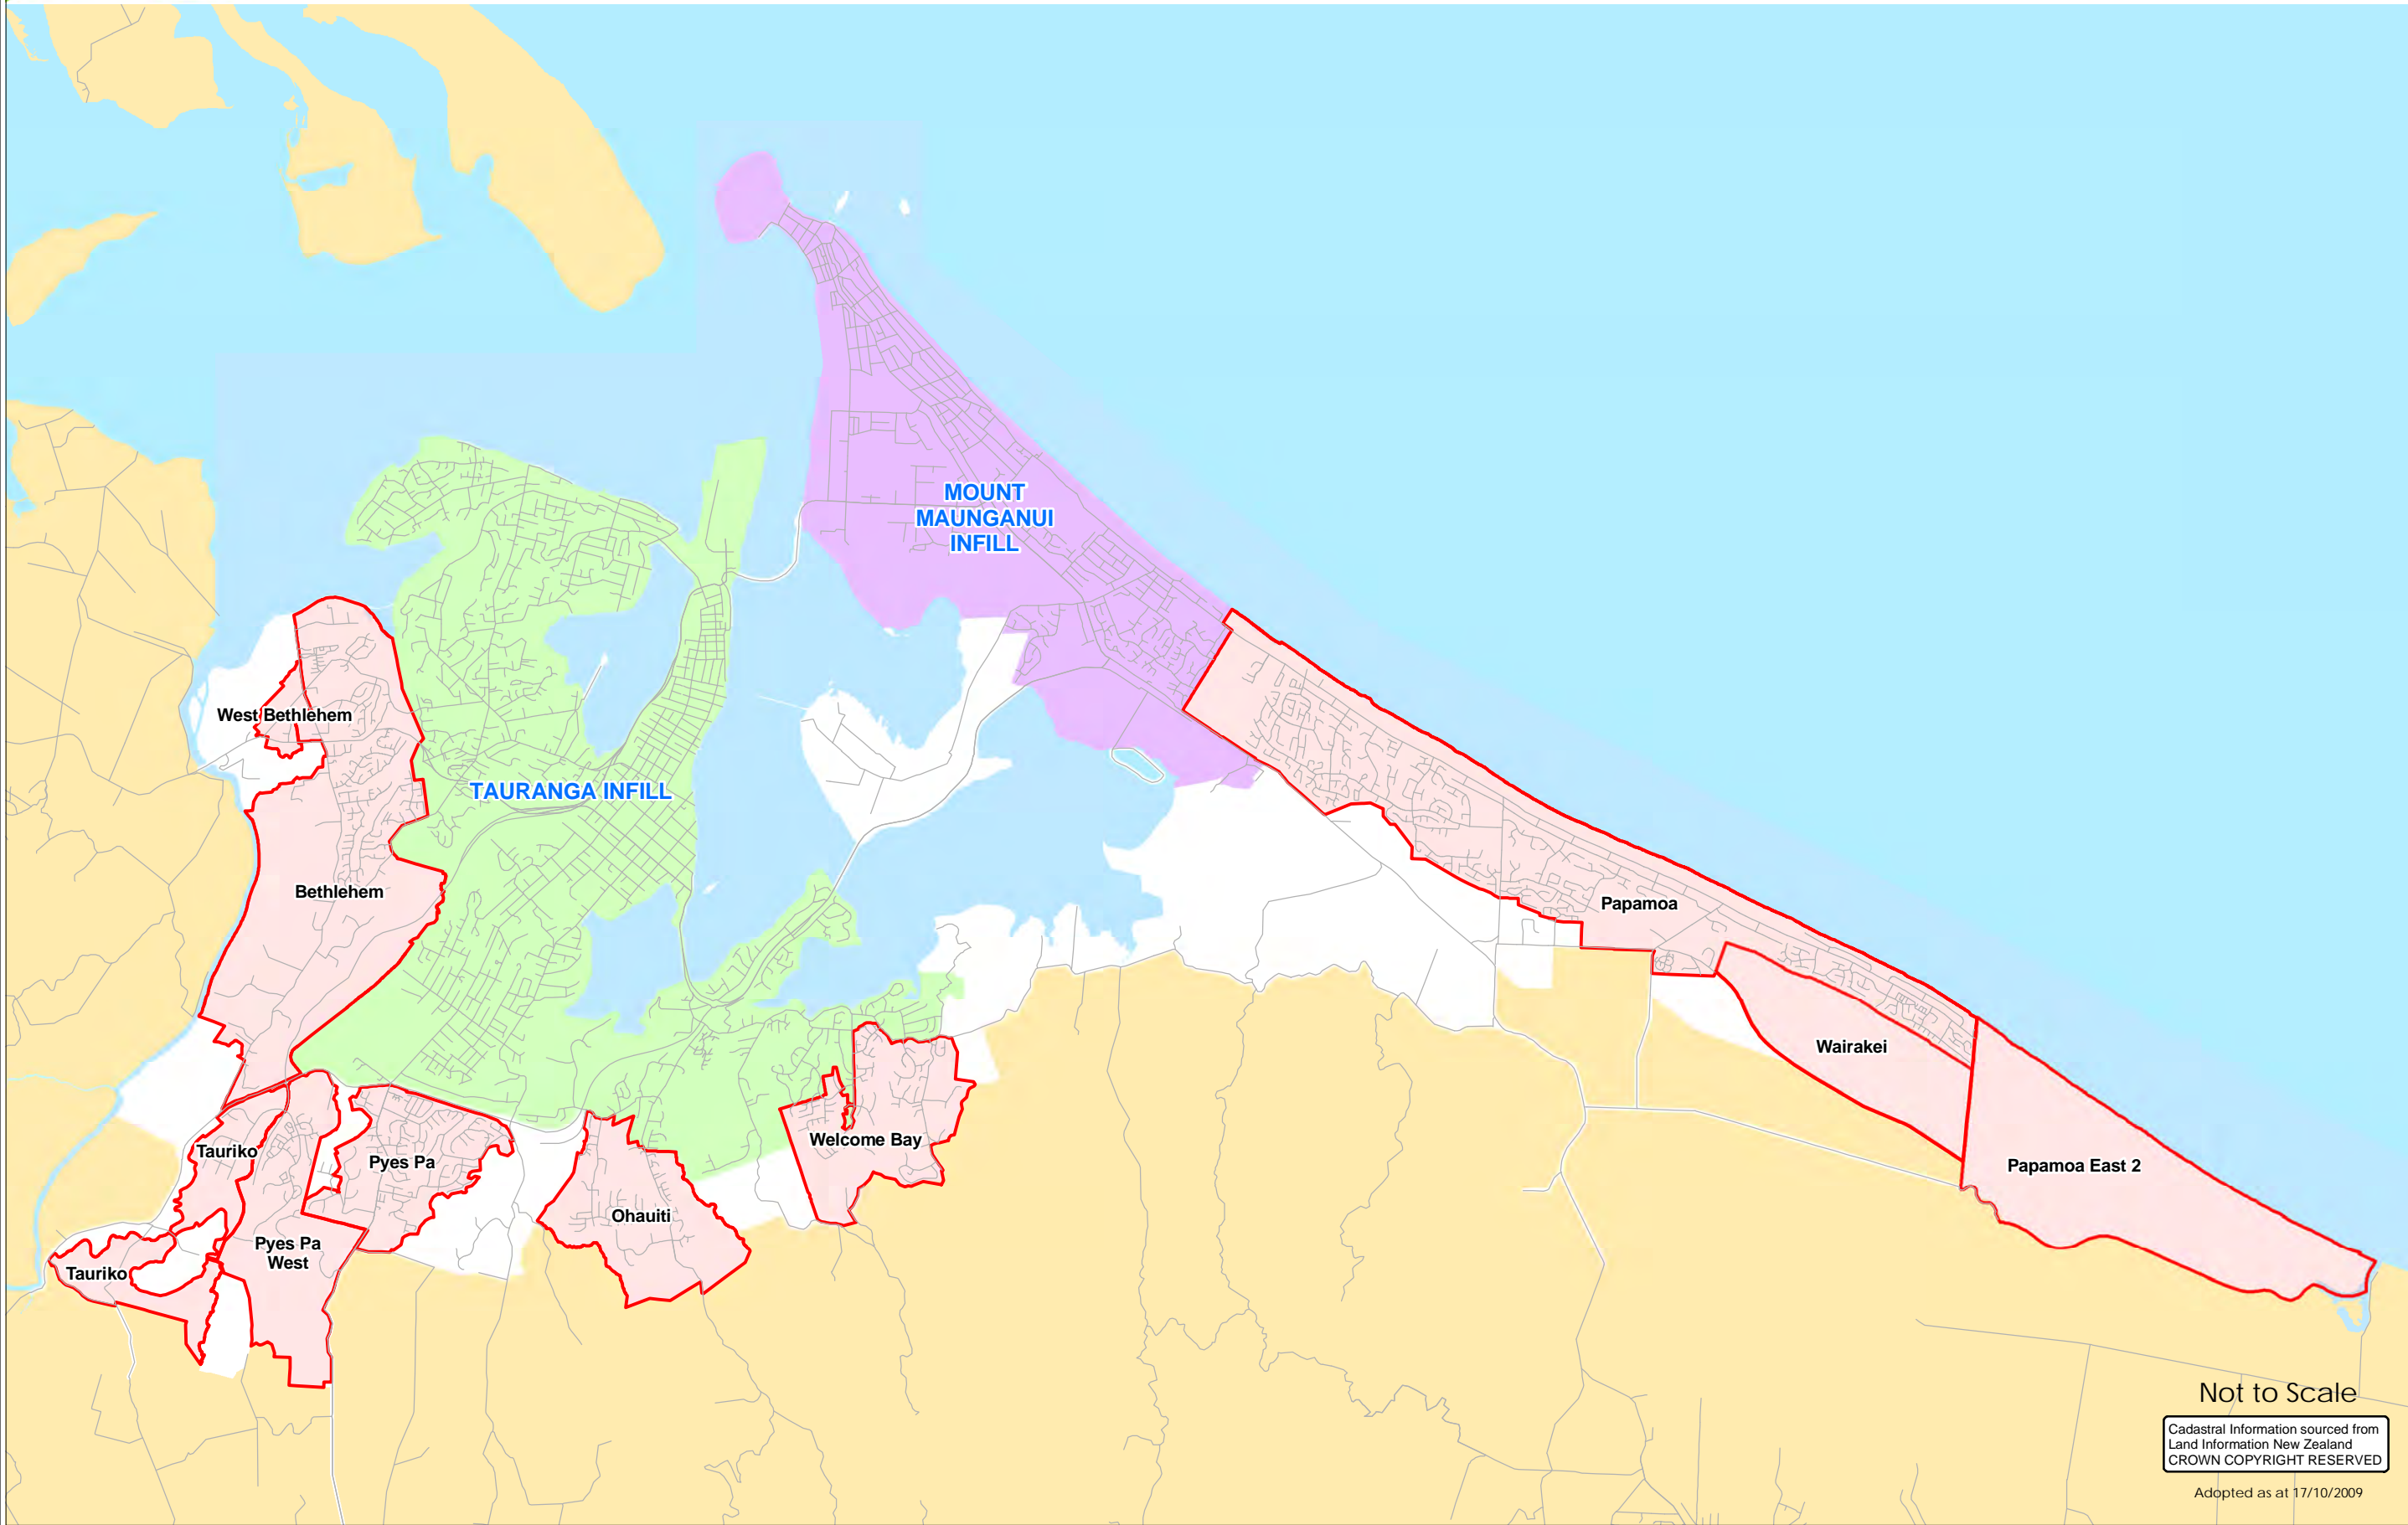 MOUNT
MAUNGANUI
INFILL
West Bethlehem
TAURANGA INFILL
Bethlehem
Papamoa
Wairakei
Welcome Bay
Tauriko
Pyes Pa
Papamoa East 2
Ohauiti
Pyes Pa
West
Tauriko
Not to Scale
Cadastral Information sourced from
Land Information New Zealand
CROWN COPYRIGHT RESERVED
Adopted as at 17/10/2009